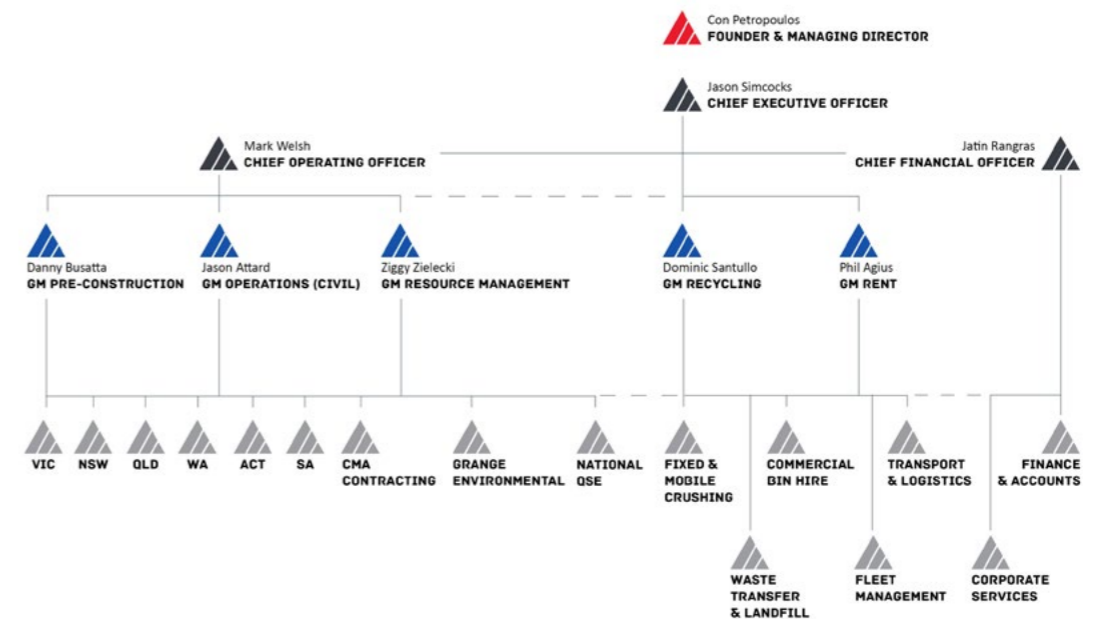 Con Petropoulos
FOUNDER & MANAGING DIRECTOR
Jason Simcocks
CHIEF EXECUTIVE OFFICER
Mark Welsh
CHIEF OPERATING OFFICER
Jatin Rangras
CHIEF FINANCIAL OFFICER
Danny Busatta
GM PRE-CONSTRUCTION
Jason Attard
GM OPERATIONS (CIVIL)
Ziggy Zielecki
GM RESOURCE MANAGEMENT
Dominic Santullo
GM RECYCLING
Phil Agius
GM RENT
VIC
NSW
QLD
WA
ACT
SA
CMA
CONTRACTING
GRANGE
ENVIRONMENTAL
NATIONAL
QSE
FIXED &
MOBILE
CRUSHING
COMMERCIAL
BIN HIRE
TRANSPORT
& LOGISTICS
FINANCE
& ACCOUNTS
WASTE
TRANSFER
& LANDFILL
FLEET
MANAGEMENT
CORPORATE
SERVICES